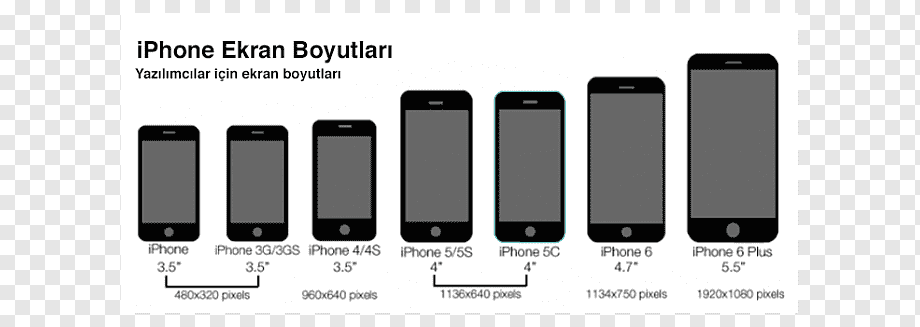 iPhone Ekran Boyutları
Yazılımcılar için ekran boyutları
iPhone iPhone 3G/3GS iPhone 4/4S iPhone 5/5S iPhone 5C iPhone 6 iPhone 6 Plus
3.5" 3.5" 3.5" 4" 4" 4.7" 5.5"
460x320 pixels 960x640 pixels 1136x640 pixels 1134x750 pixels 1920x1080 pixels